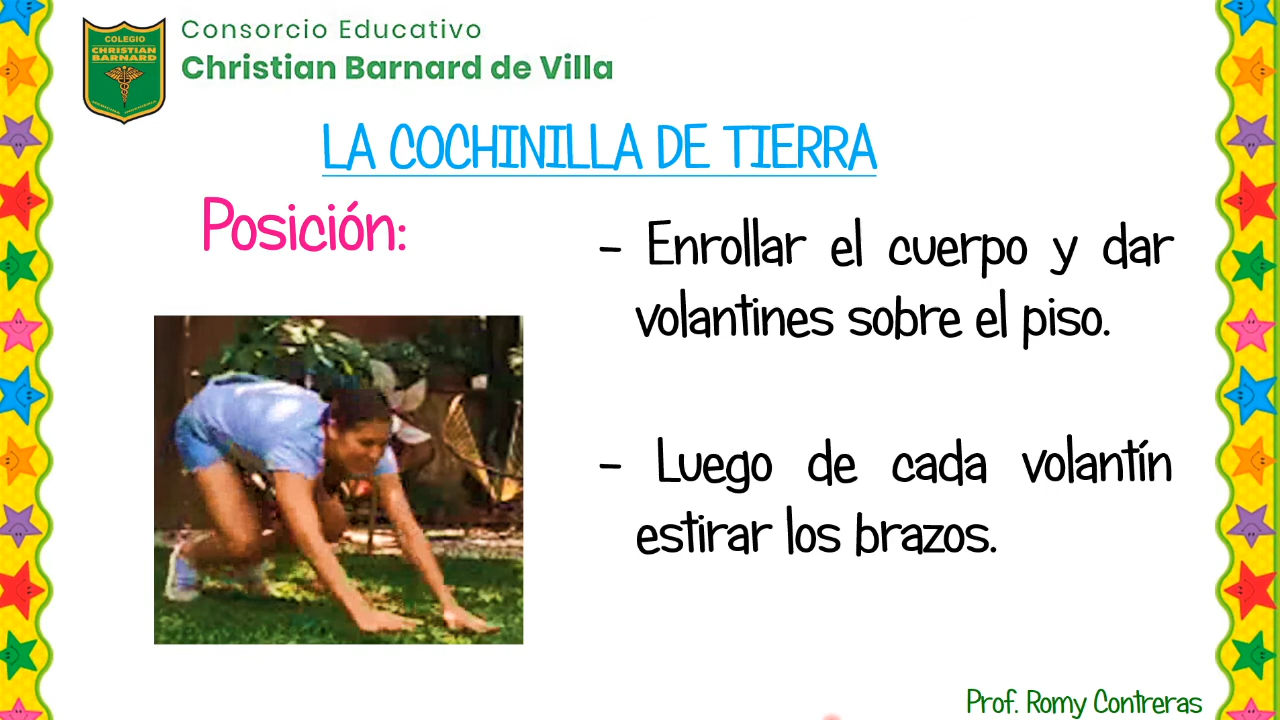 COLEGIO
CHRISTIAN
BARNARD
Consorcio Educativo
Christian Barnard de Villa
LA COCHINILLA DE TIERRA
Posición:
- Enrollar el cuerpo y dar
volantines sobre el piso.
- Luego de cada volantín
estirar los brazos.
Prof. Romy Contreras